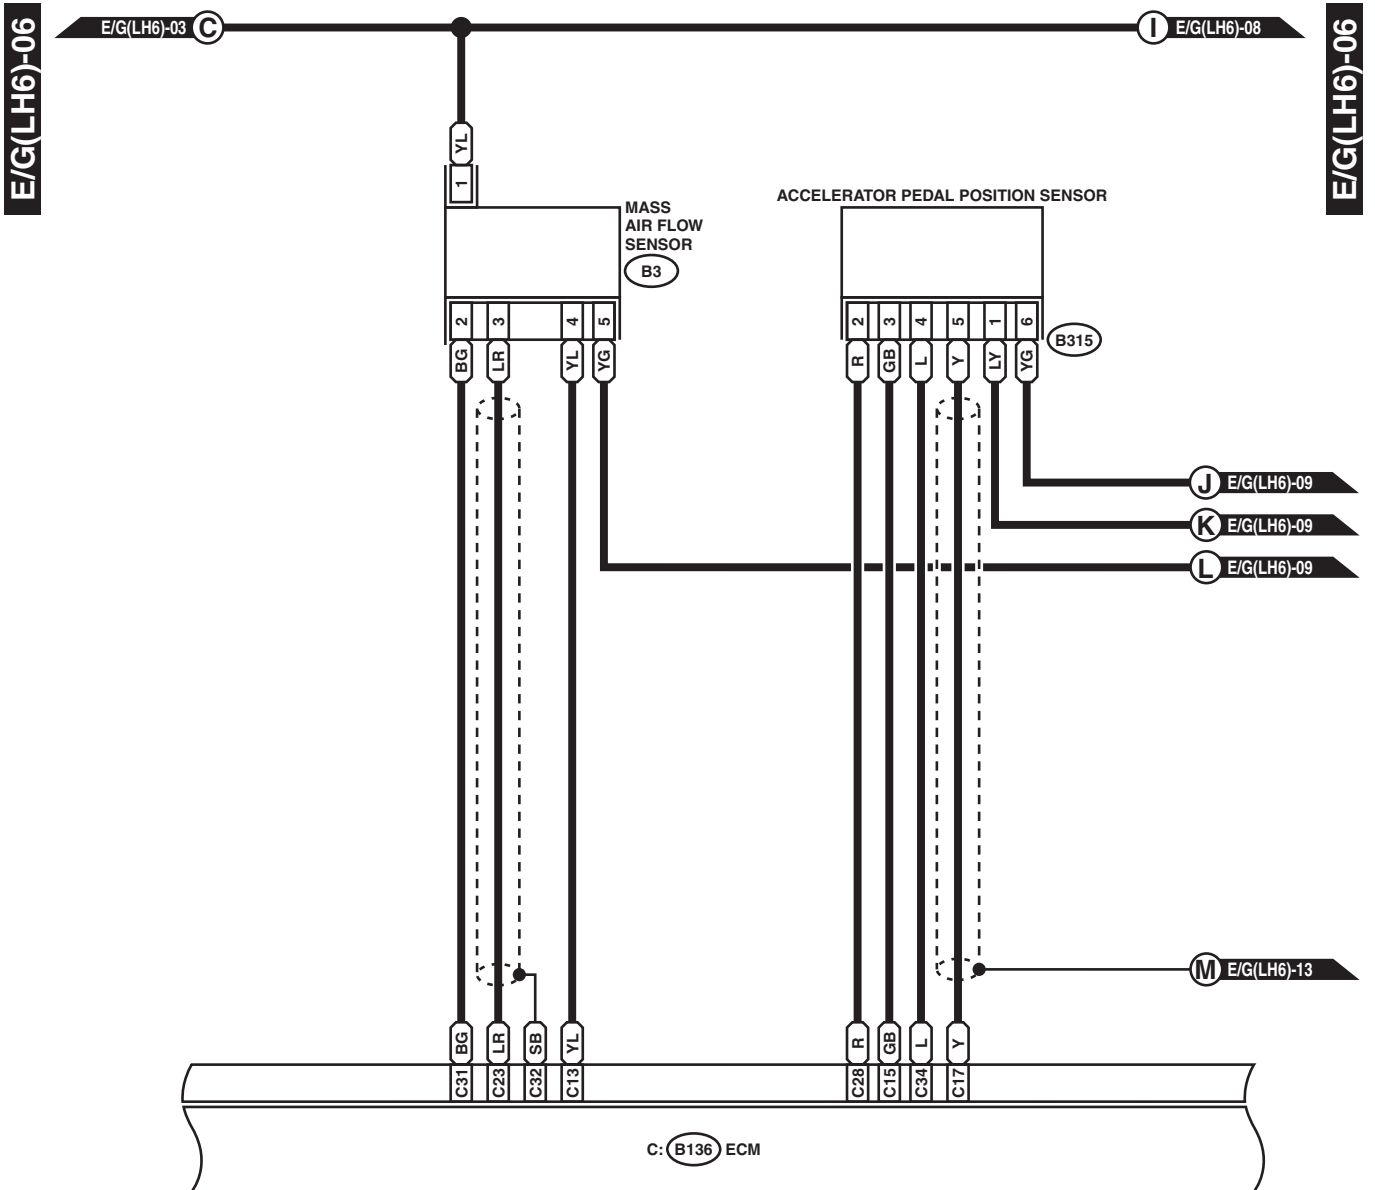 E/G(LH6)-06
E/G(LH6)-03 C
I E/G(LH6)-08
E/G(LH6)-06
YL
1
MASS
AIR FLOW
SENSOR
B3
ACCELERATOR PEDAL POSITION SENSOR
2 3 4 5
2 3 4 5 1 6
B315
BG LR YL YG
R GB L Y LY YG
J E/G(LH6)-09
K E/G(LH6)-09
L E/G(LH6)-09
M E/G(LH6)-13
BG LR SB YL
R GB L Y
C31 C23 C32 C13
C28 C15 C34 C17
C: B136 ECM